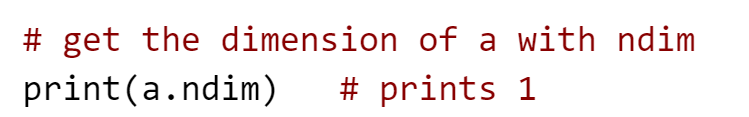 # get the dimension of a with ndim
print(a.ndim)   # prints 1